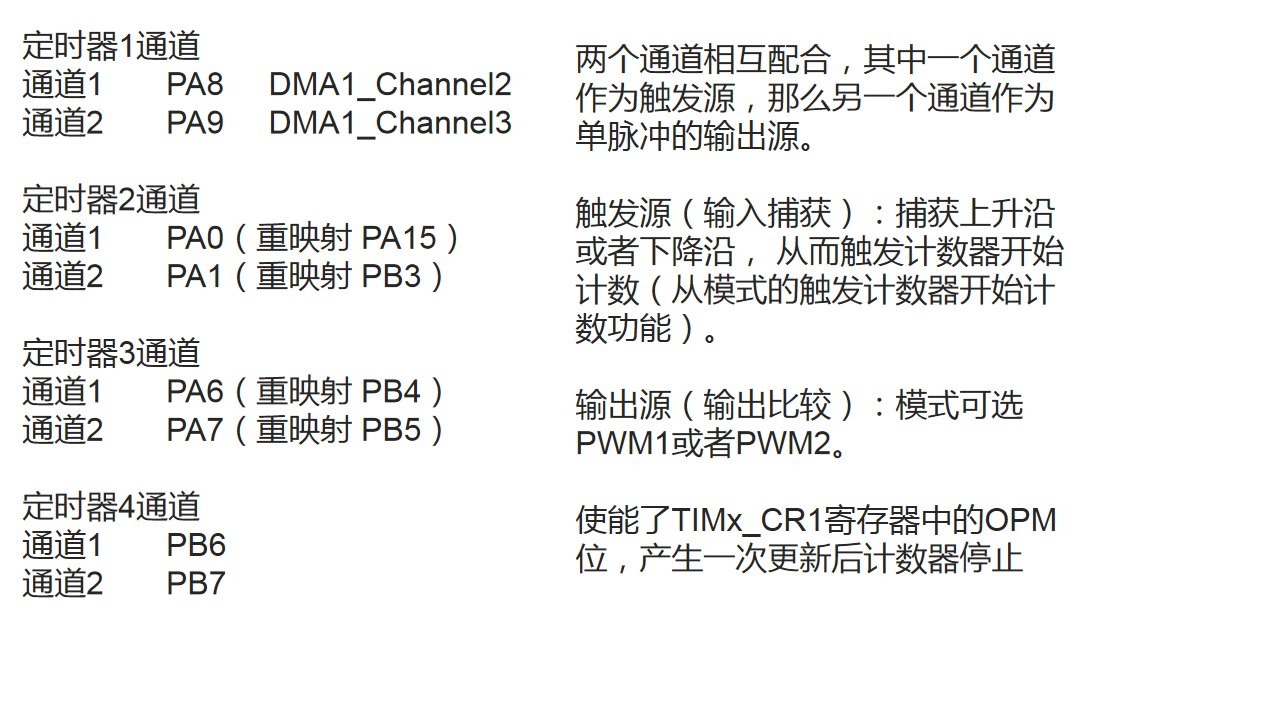 定时器1通道
通道1 PA8 DMA1_Channel2
通道2 PA9 DMA1_Channel3
定时器2通道
通道1 PA0（重映射 PA15）
通道2 PA1（重映射 PB3）
定时器3通道
通道1 PA6（重映射 PB4）
通道2 PA7（重映射 PB5）
定时器4通道
通道1 PB6
通道2 PB7
两个通道相互配合，其中一个通道
作为触发源，那么另一个通道作为
单脉冲的输出源。
触发源（输入捕获）：捕获上升沿
或者下降沿， 从而触发计数器开始
计数（从模式的触发计数器开始计
数功能）。
输出源（输出比较）：模式可选
PWM1或者PWM2。
使能了TIMx_CR1寄存器中的OPM
位，产生一次更新后计数器停止